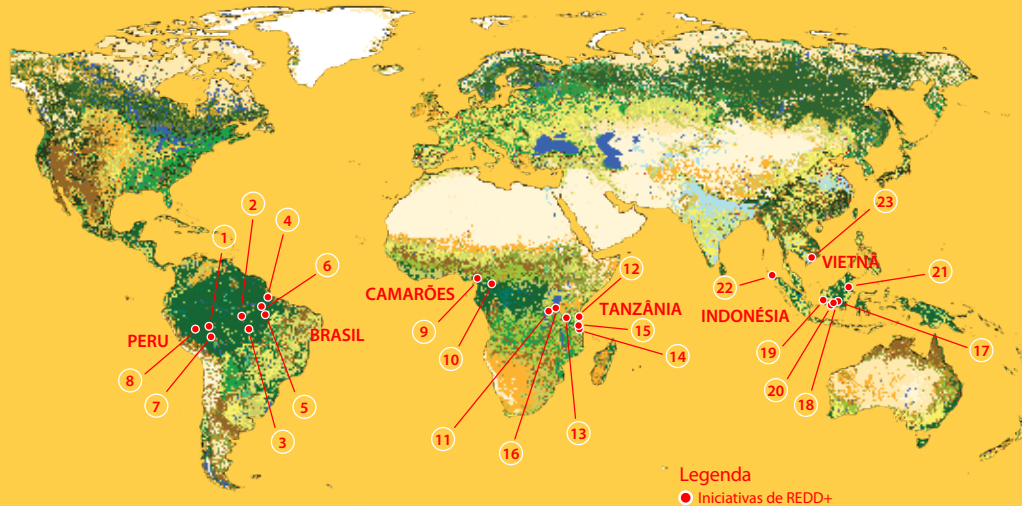 1
2
4
6
PERU
BRASIL
8
7
5
3
CAMARÕES
9
10
12
TANZÂNIA
15
14
11
16
13
23
VIETNÃ
22
21
INDONÉSIA
19
20
18
17
Legenda
Iniciativas de REDD+